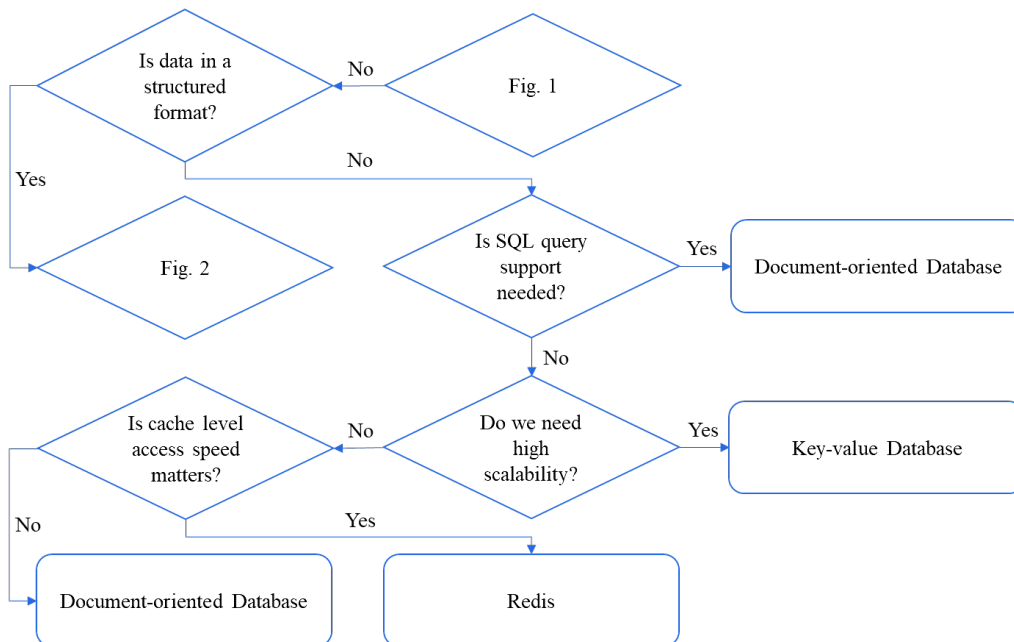 Is data in a
structured
format?
No
Fig. 1
No
Yes
Fig. 2
Is SQL query
support
needed?
Yes
Document-oriented Database
No
Is cache level
access speed
matters?
No
Do we need
high
scalability?
Yes
Key-value Database
No
Yes
Document-oriented Database
Redis